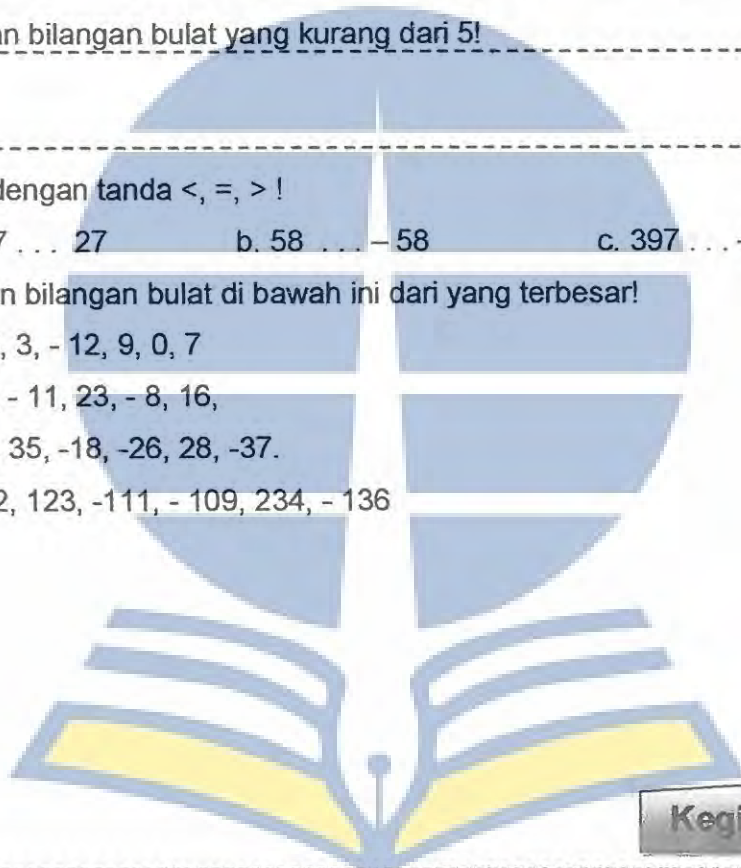 an bilangan bulat yang kurang dari 5!
dengan tanda <, =, > !
7 . . . 27 b. 58 . . . – 58 c. 397 . . . -
n bilangan bulat di bawah ini dari yang terbesar!
, 3, - 12, 9, 0, 7
- 11, 23, - 8, 16,
35, -18, -26, 28, -37.
2, 123, -111, - 109, 234, – 136
Kegi